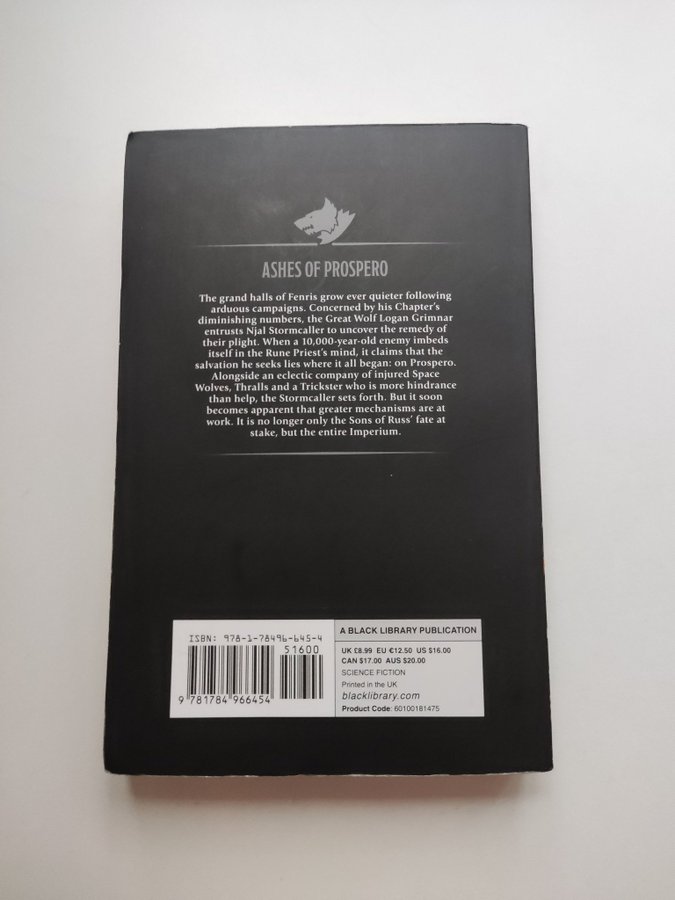 ASHES OF PROSPERO
The grand halls of Fenris grow ever quieter following
arduous campaigns. Concerned by his Chapter's
diminishing numbers, the Great Wolf Logan Grimnar
entrusts Njal Stormcaller to uncover the remedy of
their plight. When a 10,000-year-old enemy imbeds
itself in the Rune Priest's mind, it claims that the
salvation he seeks lies where it all began: on Prospero.
Alongside an eclectic company of injured Space
Wolves, Thralls and a Trickster who is more hindrance
than help, the Stormcaller sets forth. But it soon
becomes apparent that greater mechanisms are at
work. It is no longer only the Sons of Russ' fate at
stake, but the entire Imperium.
ISBN: 978-1-78496-645-4
51600
9 781784 966454
A BLACK LIBRARY PUBLICATION
UK £8.99 EU €12.50 US $16.00
CAN $17.00 AUS $20.00
SCIENCE FICTION
Printed in the UK
blacklibrary.com
Product Code: 60100181475